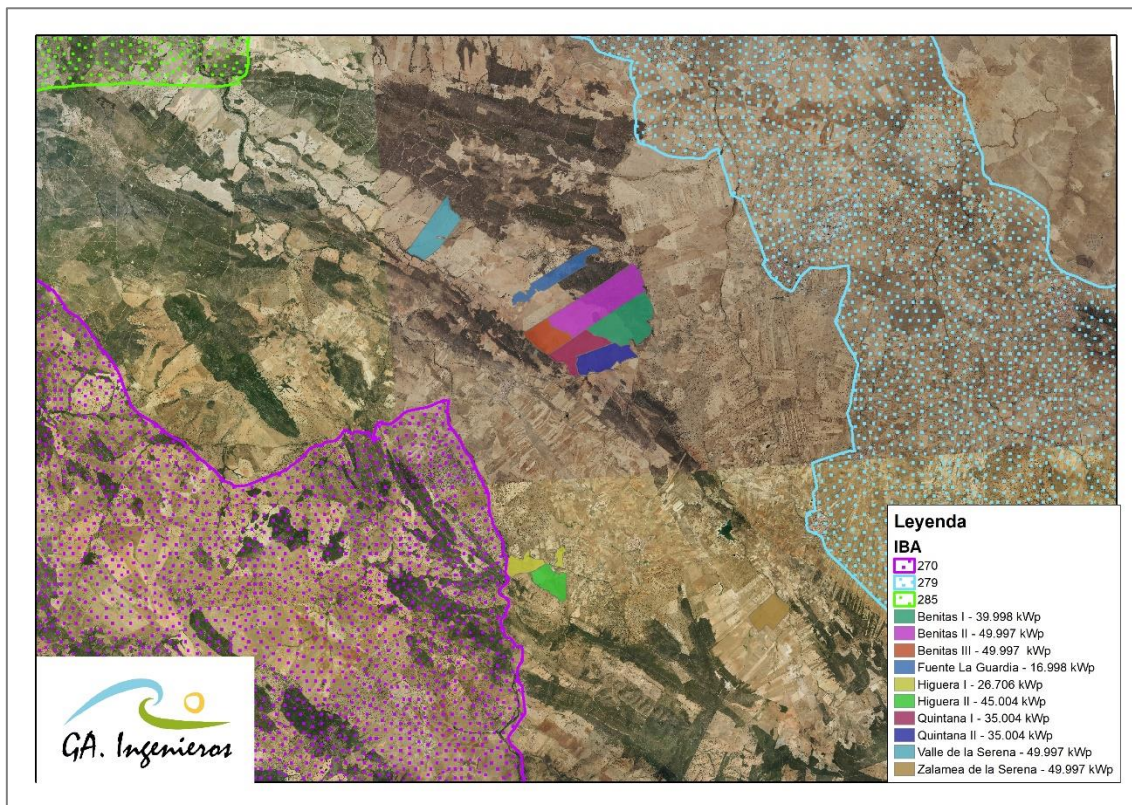 Leyenda
IBA
270
279
285
Benitas I - 39.998 kWp
Benitas II - 49.997 kWp
Benitas III - 49.997 kWp
Fuente La Guardia - 16.998 kWp
Higuera I - 26.706 kWp
Higuera II - 45.004 kWp
Quintana I - 35.004 kWp
Quintana II - 35.004 kWp
Valle de la Serena - 49.997 kWp
Zalamea de la Serena - 49.997 kWp
GA. Ingenieros